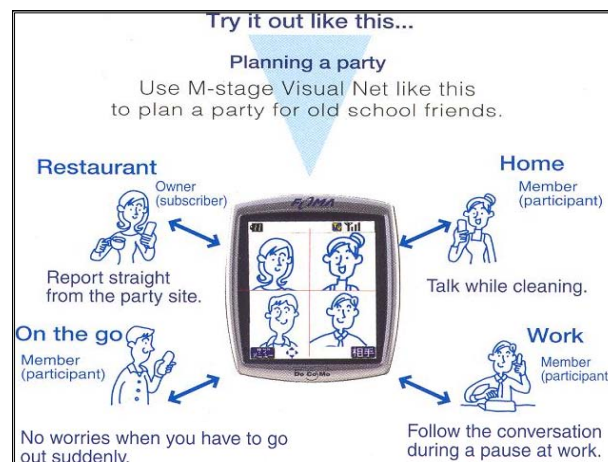 Try it out like this...
Planning a party
Use M-stage Visual Net like this
to plan a party for old school friends.
Restaurant
Owner
(subscriber)
Report straight
from the party site.
Home
Member
(participant)
Talk while cleaning.
FOMA
相手
DoCoMo
On the go
Member
(participant)
No worries when you have to go
out suddenly.
Work
Member
(participant
Follow the conversation
during a pause at work.